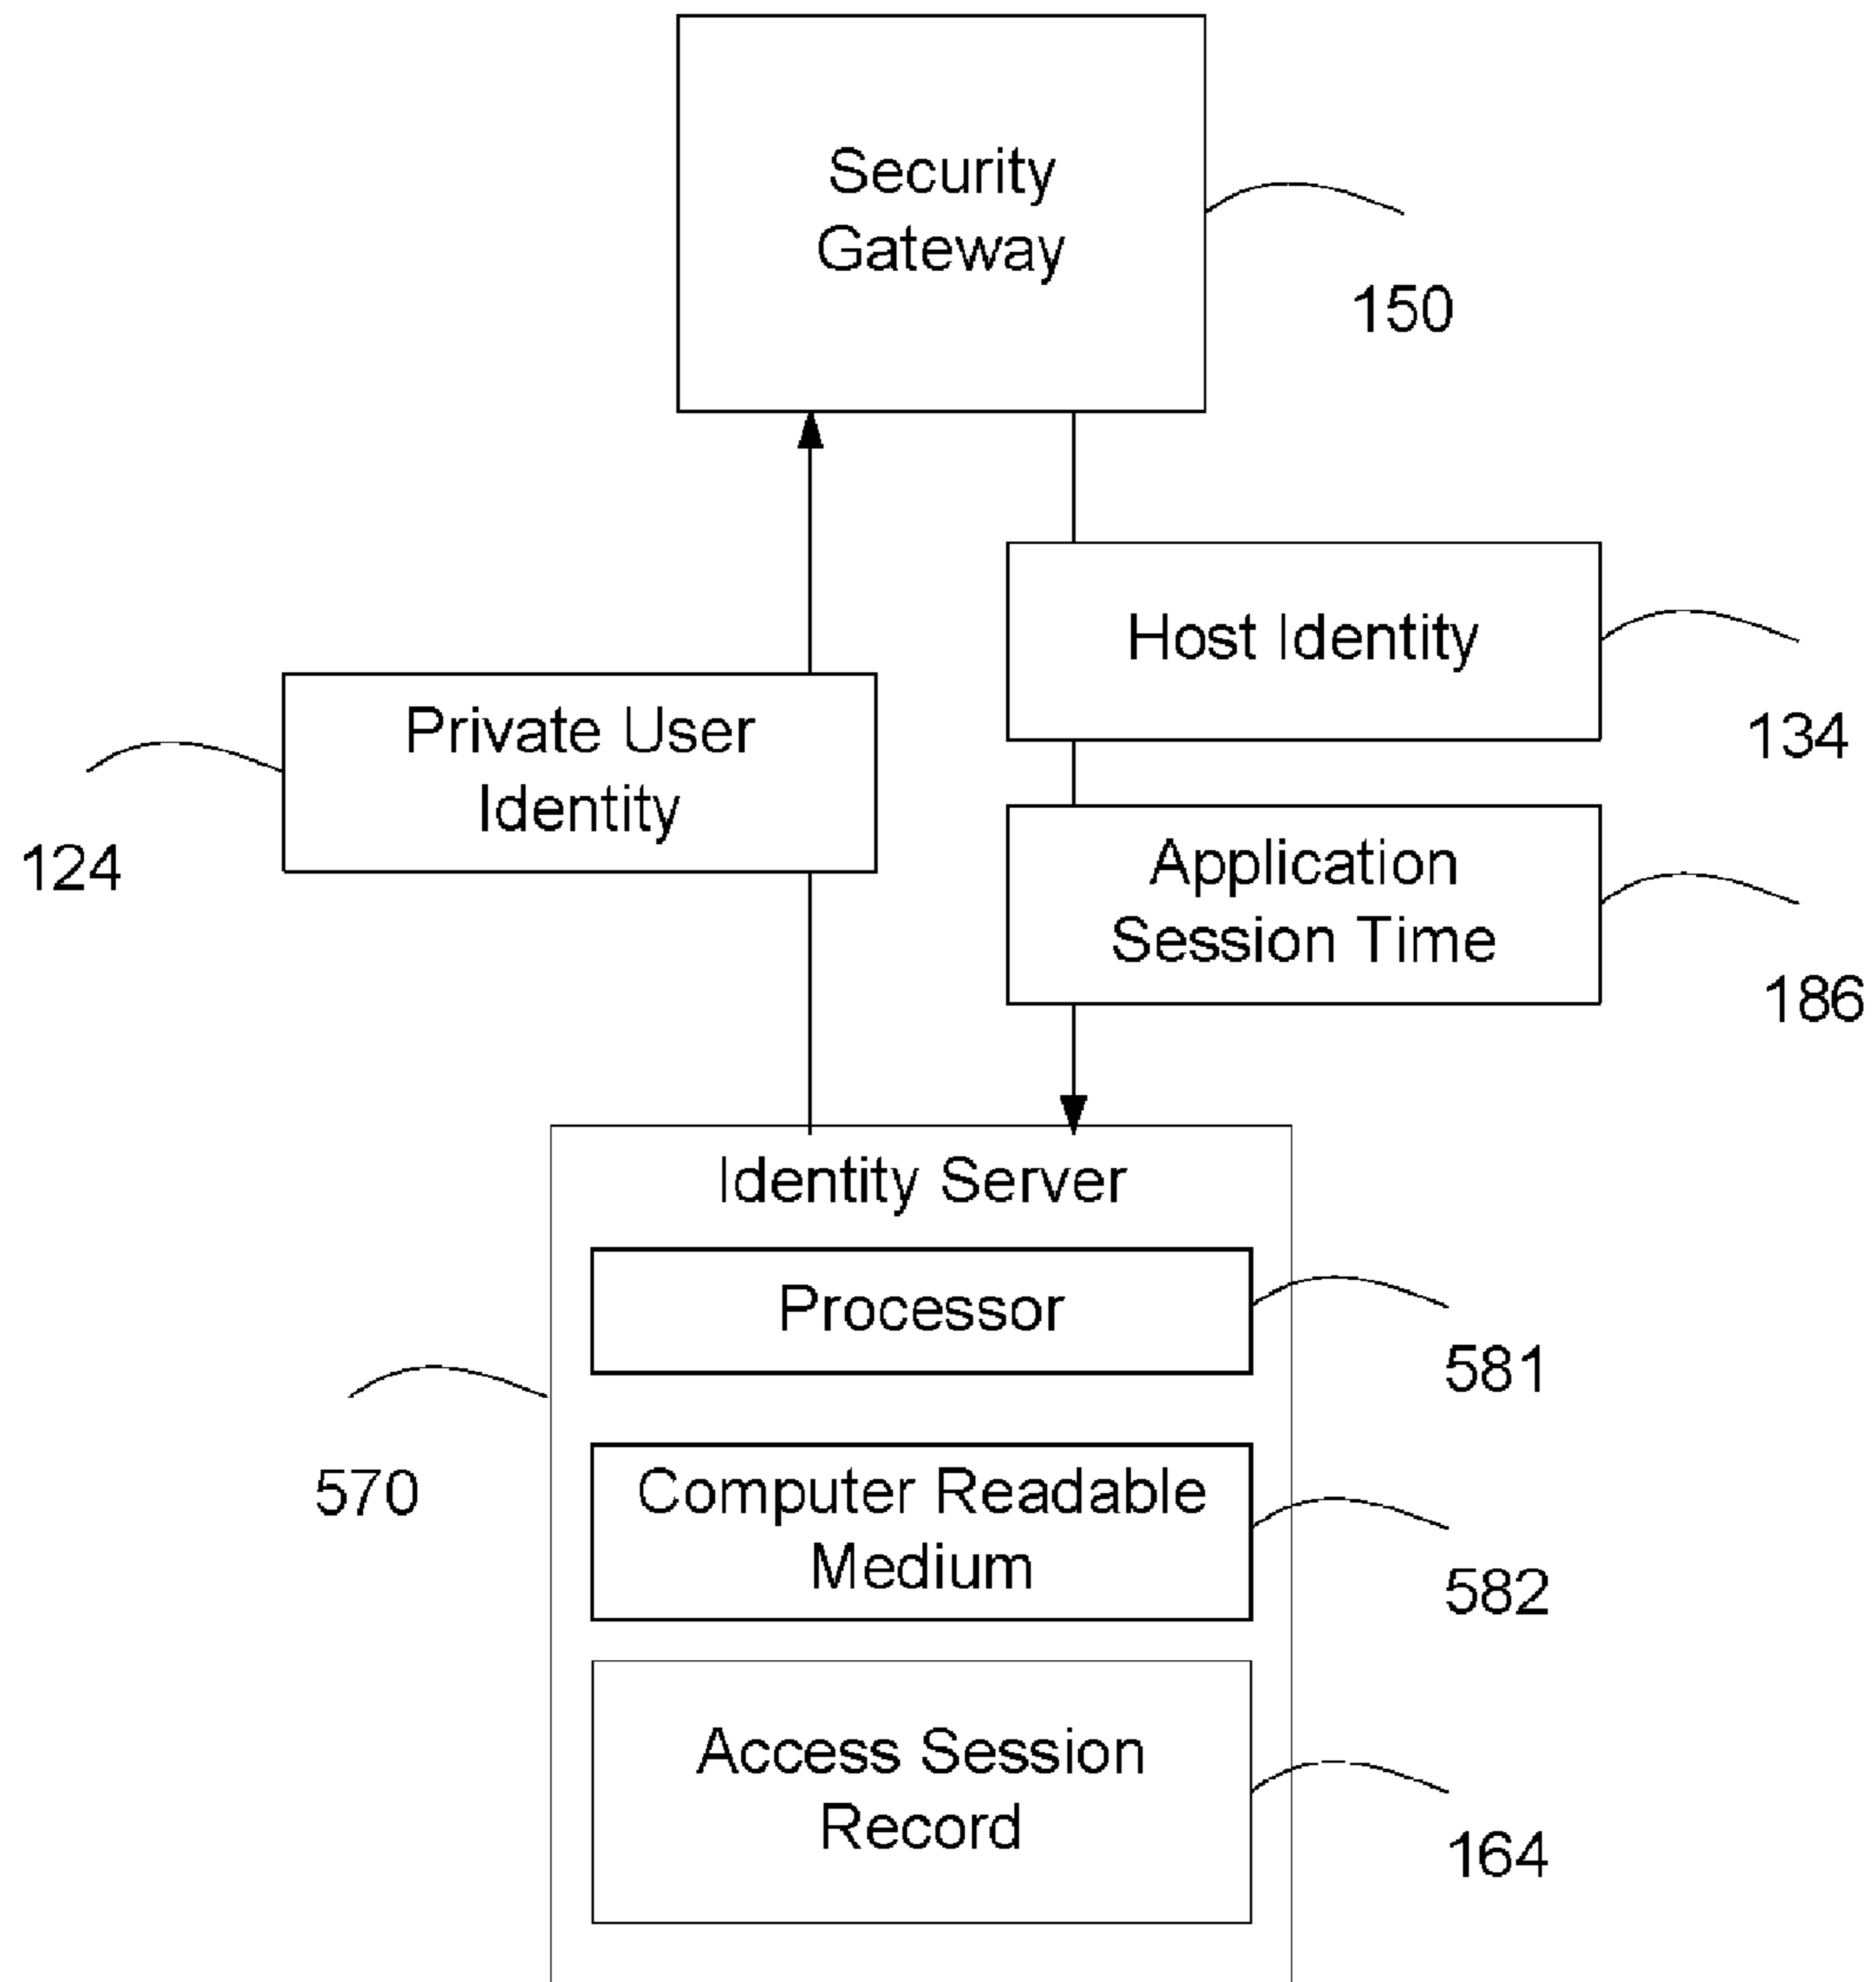 Security
Gateway
150
Host Identity
134
Private User
Identity
124
Application
Session Time
186
Identity Server
Processor
581
570
Computer Readable
Medium
582
Access Session
Record
164